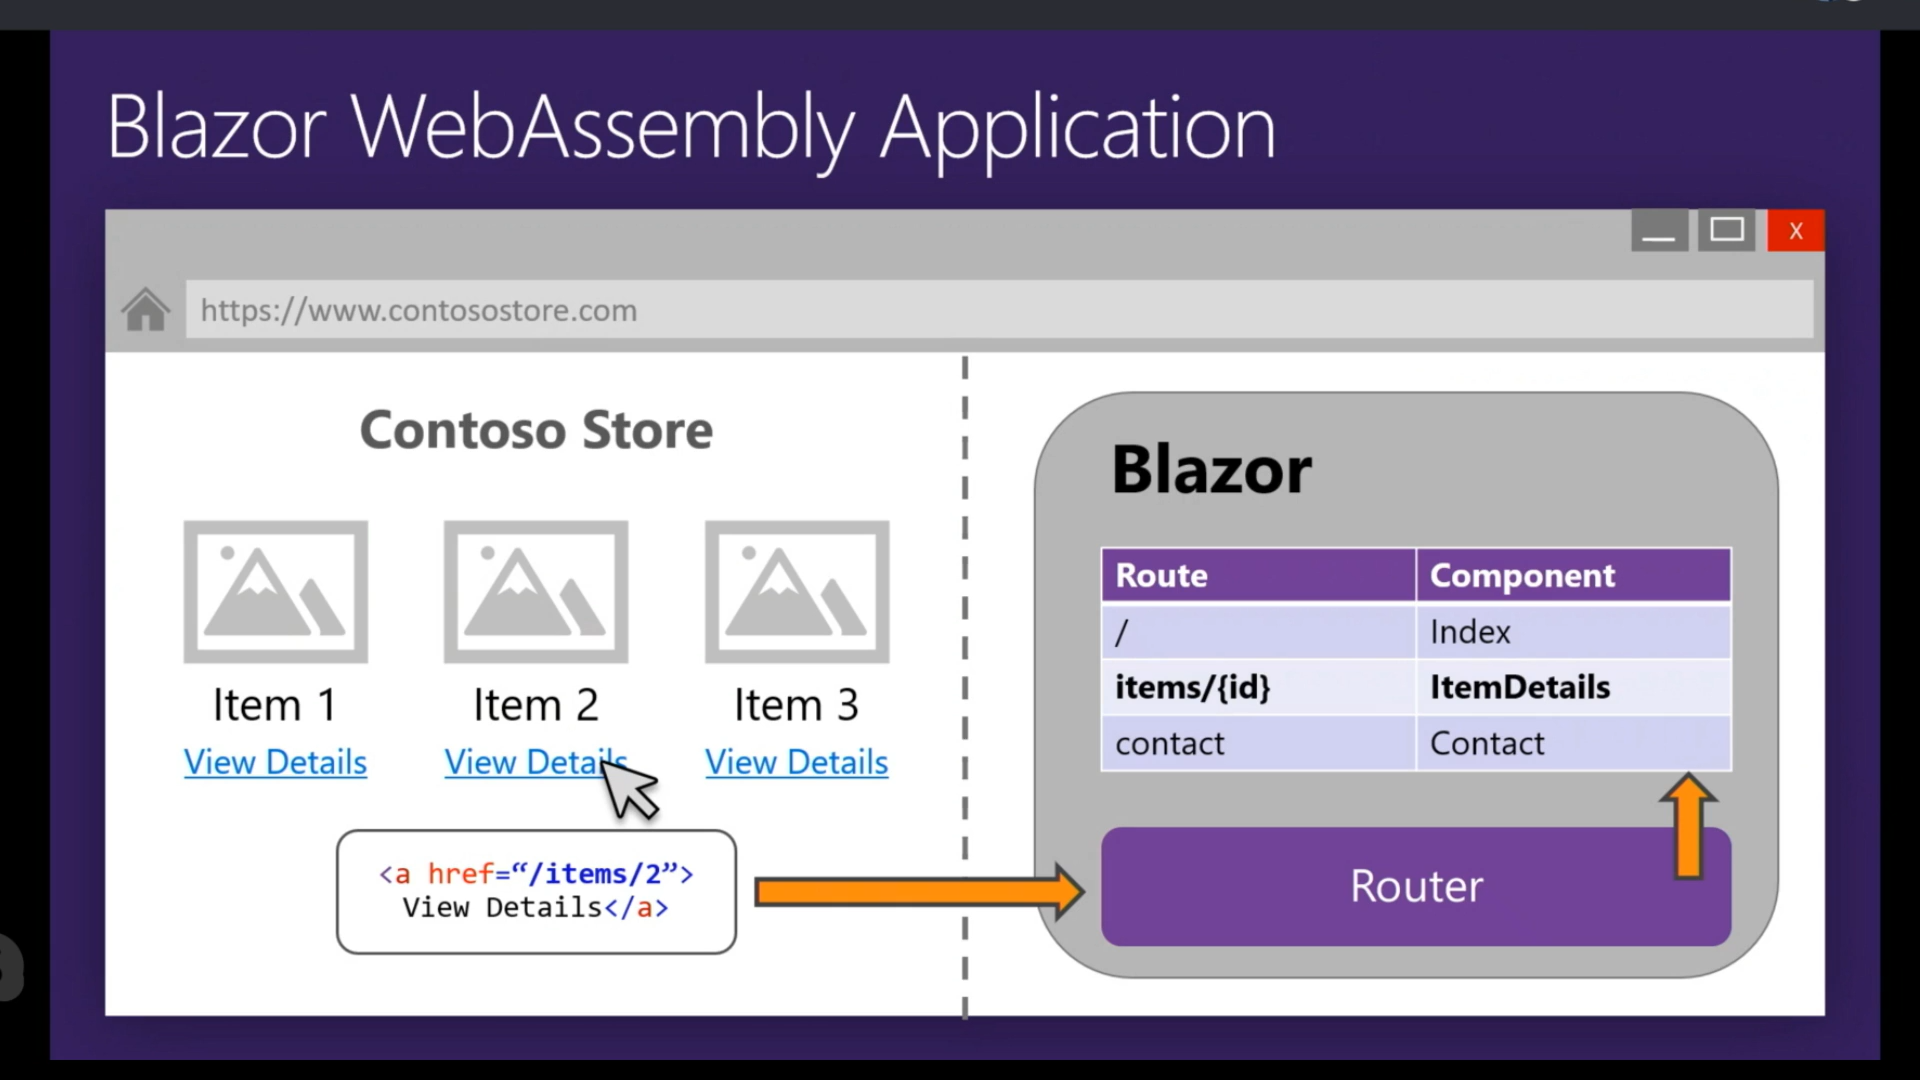 Blazor WebAssembly Application
X
https://www.contosostore.com
Contoso Store
Item 1
Item 2
Item 3
View Details
View Details
View Details
<a href=“/items/2”>
View Details</a>
Blazor
Route Component
/ Index
items/{id} ItemDetails
contact Contact
Router